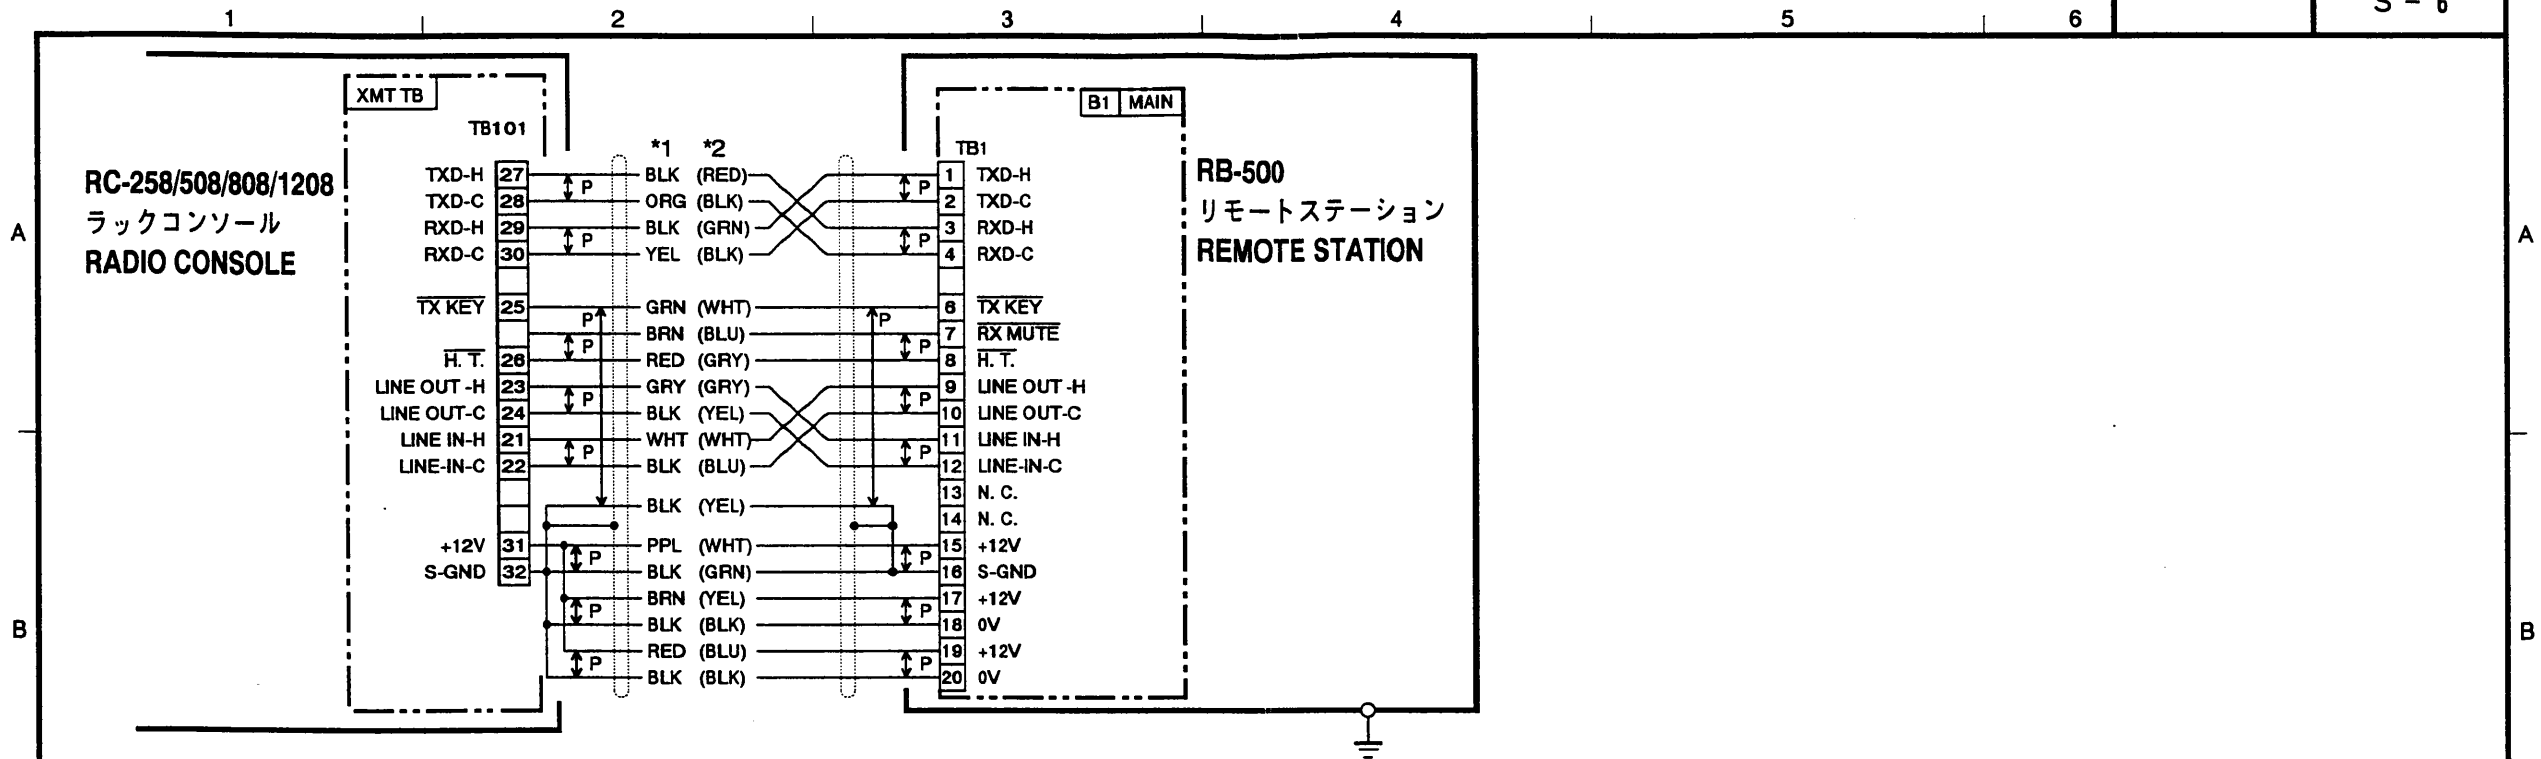 1 2 3 4 5 6
S - 6
XMT TB
TB101
RC-258/508/808/1208
ラックコンソール
RADIO CONSOLE
*1 *2
B1 MAIN
TB1
RB-500
リモートステーション
REMOTE STATION
A A
B B
TXD-H 27 P BLK (RED) P 1 TXD-H
TXD-C 28 ORG (BLK) 2 TXD-C
RXD-H 29 P BLK (GRN) P 3 RXD-H
RXD-C 30 YEL (BLK) 4 RXD-C
TX KEY 25 P GRN (WHT) P 6 TX KEY
BRN (BLU) 7 RX MUTE
H. T. 26 P RED (GRY) P 8 H. T.
LINE OUT -H 23 P GRY (GRY) P 9 LINE OUT -H
LINE OUT-C 24 BLK (YEL) 10 LINE OUT-C
LINE IN-H 21 P WHT (WHT) P 11 LINE IN-H
LINE-IN-C 22 BLK (BLU) 12 LINE-IN-C
13 N. C.
BLK (YEL)
14 N. C.
+12V 31 P PPL (WHT) P 15 +12V
S-GND 32 BLK (GRN) 16 S-GND
P BRN (YEL) P 17 +12V
BLK (BLK) 18 0V
P RED (BLU) P 19 +12V
BLK (BLK) 20 0V